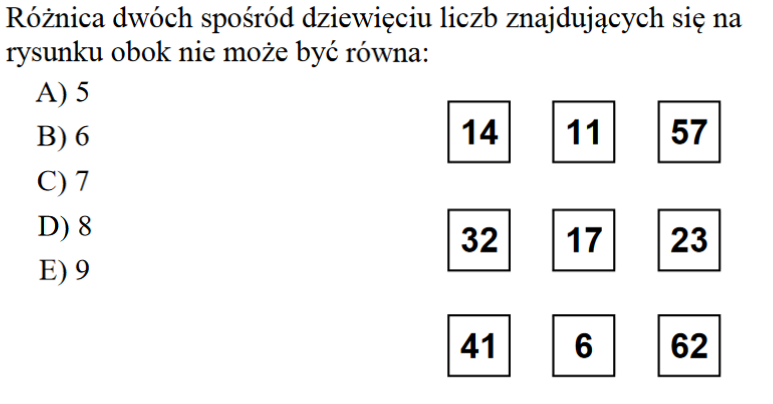 Różnica dwóch spośród dziewięciu liczb znajdujących się na
rysunku obok nie może być równa:
A) 5
B) 6
C) 7
D) 8
E) 9
14 11 57
32 17 23
41 6 62